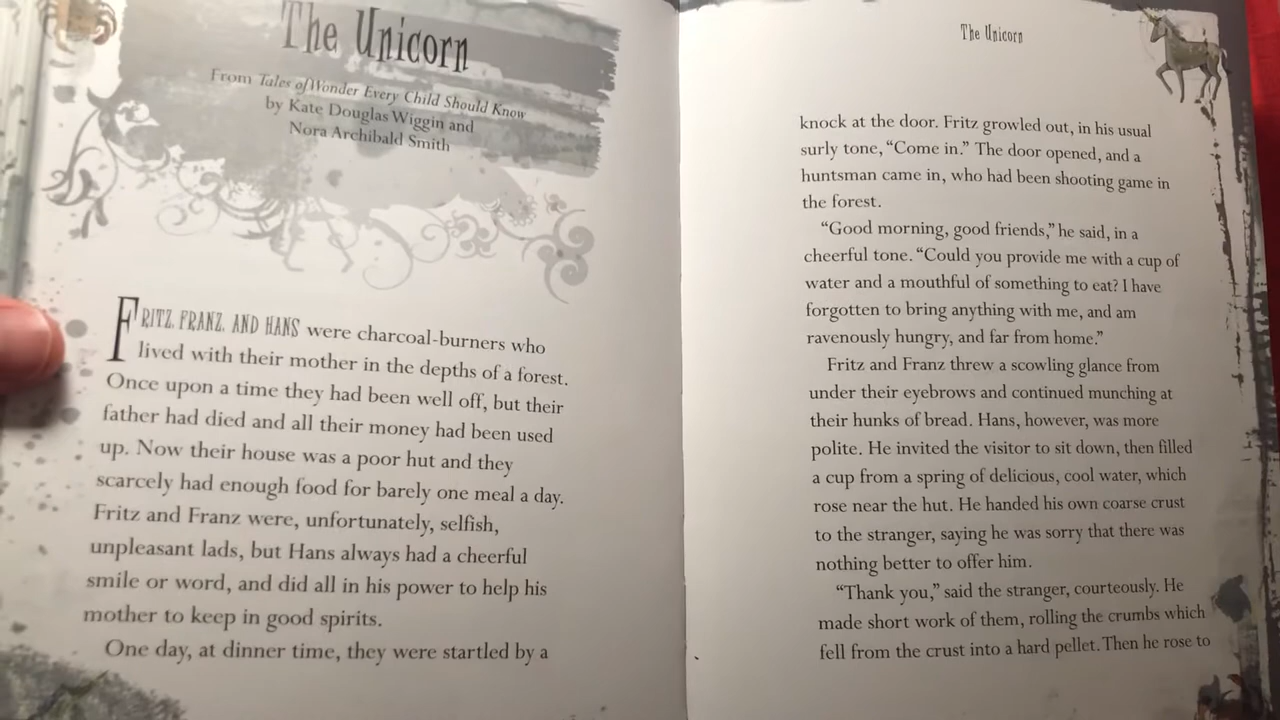 The Unicorn
From Tales of Wonder Every Child Should Know
by Kate Douglas Wiggin and
Nora Archibald Smith
FRITZ, FRANZ, AND HANS were charcoal-burners who
lived with their mother in the depths of a forest.
Once upon a time they had been well off, but their
father had died and all their money had been used
up. Now their house was a poor hut and they
scarcely had enough food for barely one meal a day.
Fritz and Franz were, unfortunately, selfish,
unpleasant lads, but Hans always had a cheerful
smile or word, and did all in his power to help his
mother to keep in good spirits.
One day, at dinner time, they were startled by a
The Unicorn
knock at the door. Fritz growled out, in his usual
surly tone, “Come in.” The door opened, and a
huntsman came in, who had been shooting game in
the forest.
“Good morning, good friends,” he said, in a
cheerful tone. “Could you provide me with a cup of
water and a mouthful of something to eat? I have
forgotten to bring anything with me, and am
ravenously hungry, and far from home.”
Fritz and Franz threw a scowling glance from
under their eyebrows and continued munching at
their hunks of bread. Hans, however, was more
polite. He invited the visitor to sit down, then filled
a cup from a spring of delicious, cool water, which
rose near the hut. He handed his own coarse crust
to the stranger, saying he was sorry that there was
nothing better to offer him.
“Thank you,” said the stranger, courteously. He
made short work of them, rolling the crumbs which
fell from the crust into a hard pellet. Then he rose to